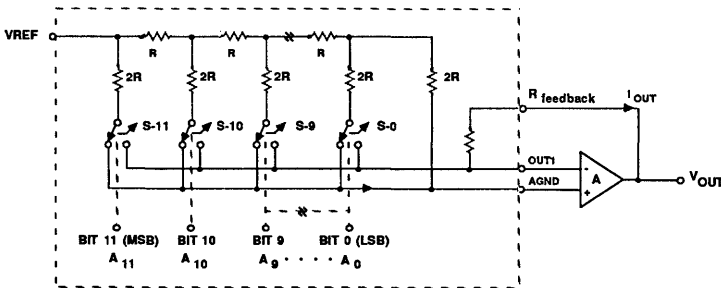 VREF
R R R
2R 2R 2R 2R 2R
R feedback I OUT
S-11 S-10 S-9 S-0
OUT1
AGND
- A +
V OUT
BIT 11 (MSB) BIT 10 BIT 9 BIT 0 (LSB)
A 11 A 10 A 9 · · · · A 0